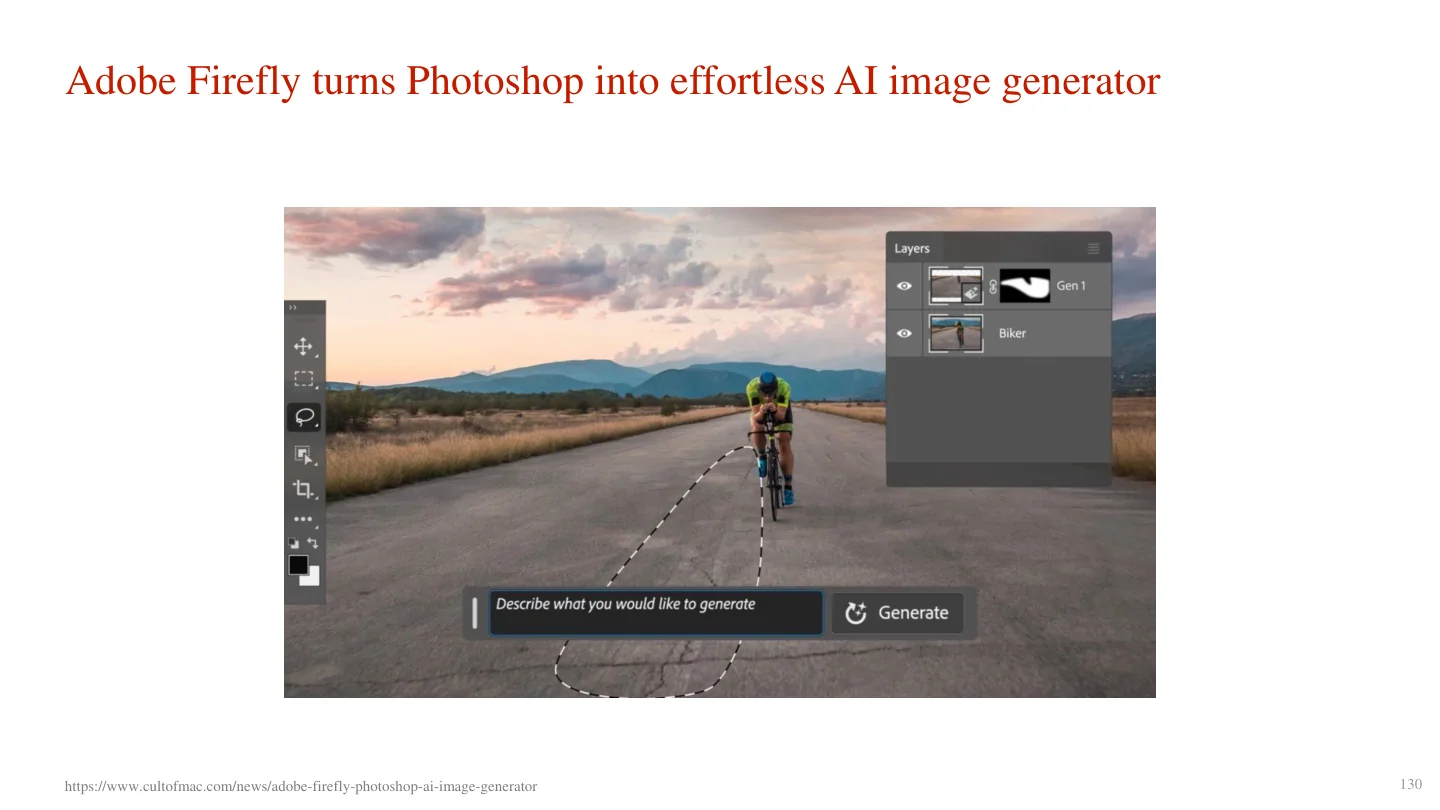 Adobe Firefly turns Photoshop into effortless AI image generator
Layers
Gen 1
Biker
Describe what you would like to generate
Generate
https://www.cultofmac.com/news/adobe-firefly-photoshop-ai-image-generator
130